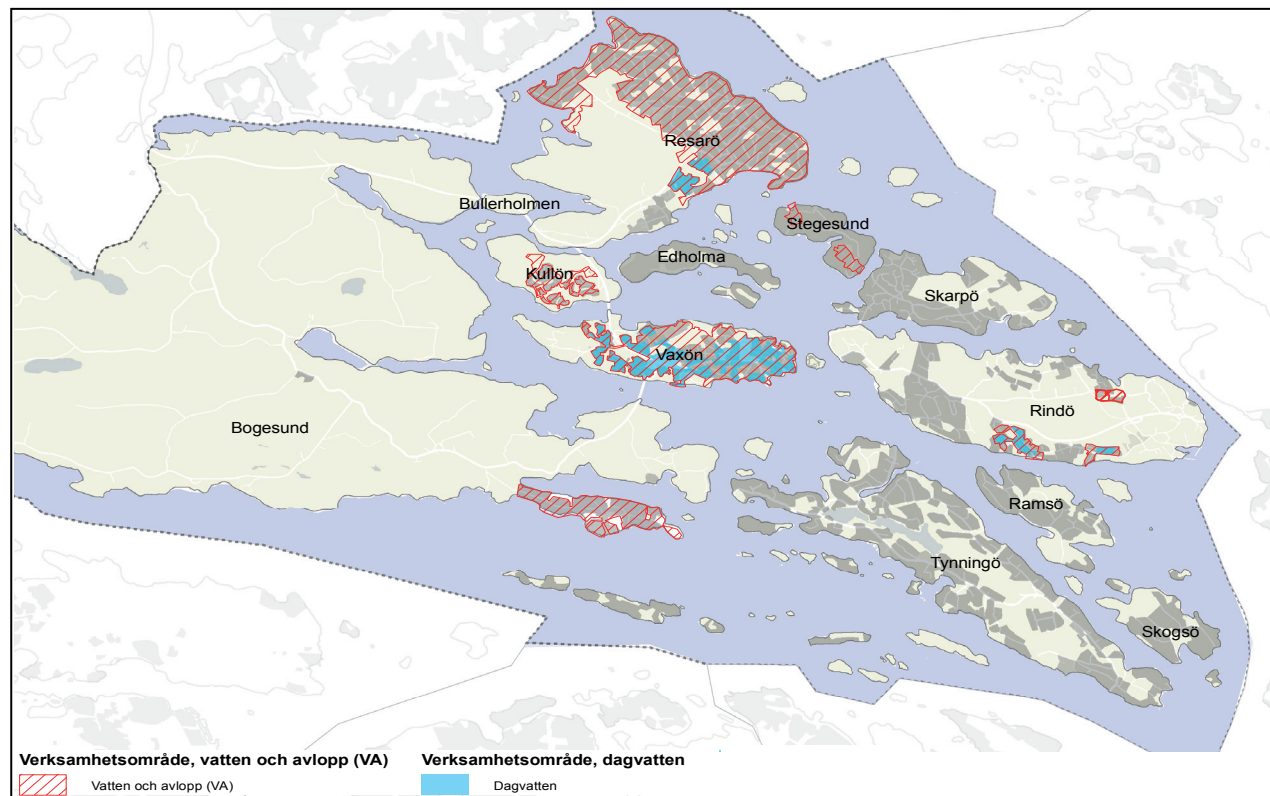 Resarö
Bullerholmen
Stegesund
Edholma
Kullön
Skarpö
Vaxön
Rindö
Bogesund
Ramsö
Tynningö
Skogsö
Verksamhetsområde, vatten och avlopp (VA) Verksamhetsområde, dagvatten
Vatten och avlopp (VA) Dagvatten